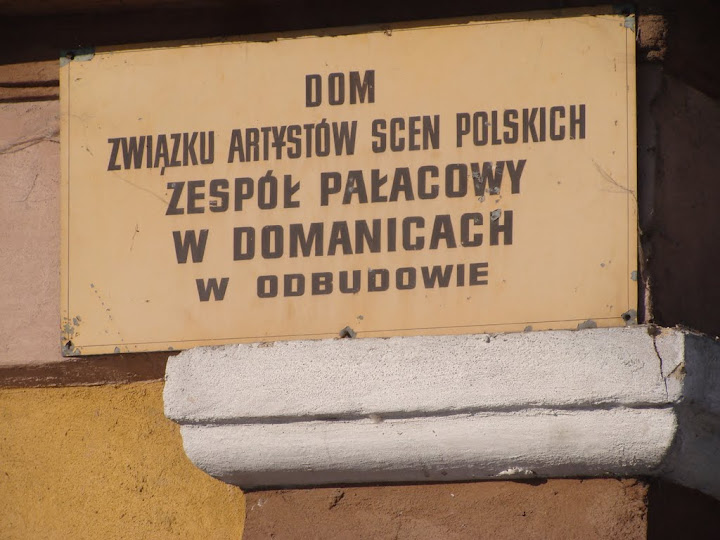 DOM
ZWIĄZKU ARTYSTÓW SCEN POLSKICH
ZESPÓŁ PAŁACOWY
W DOMANICACH
W ODBUDOWIE